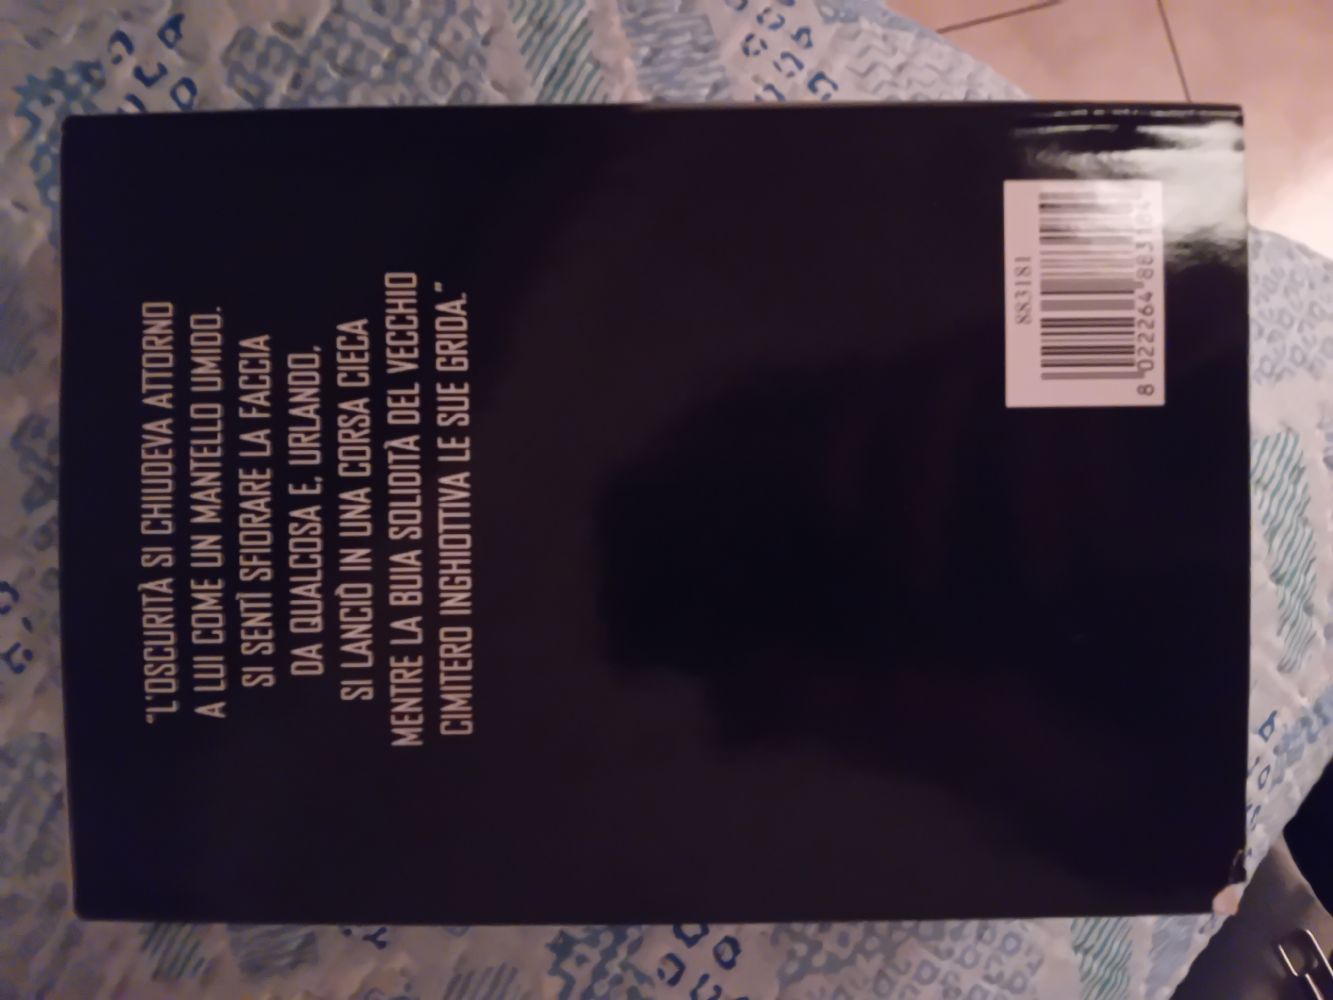 "L'OSCURITÀ SI CHIUDEVA ATTORNO
A LUI COME UN MANTELLO UMIDO.
SI SENTÌ SFIORARE LA FACCIA
DA QUALCOSA E, URLANDO,
SI LANCIÒ IN UNA CORSA CIECA
MENTRE LA BUIA SOLIDITÀ DEL VECCHIO
CIMITERO INGHIOTTIVA LE SUE GRIDA."
883181
8 022264 883184